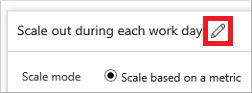 Scale out during each work day
Scale mode Scale based on a metric